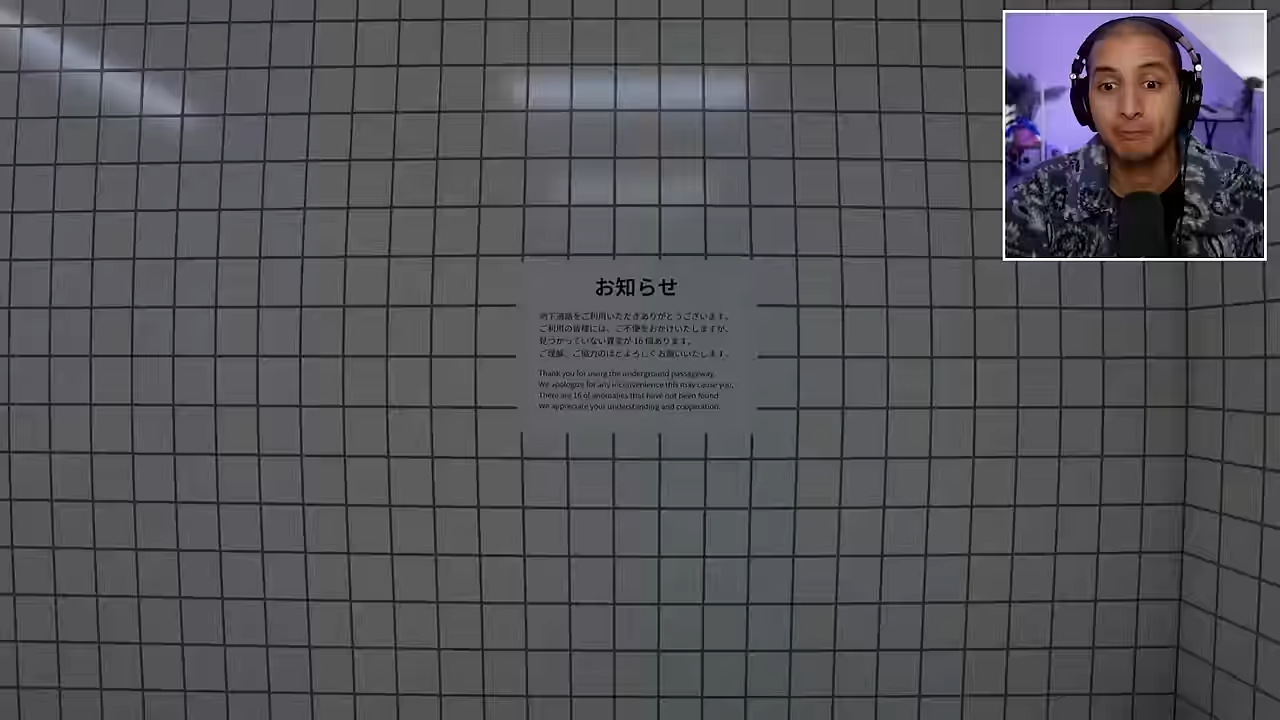 お知らせ
地下通路をご利用いただきありがとうございます。
ご利用の皆様には、ご不便をおかけいたしますが、
見つかっていない異変が 16 個あります。
ご理解、ご協力のほどよろしくお願いいたします。
Thank you for using the underground passageway.
We apologize for any inconvenience this may cause you,
There are 16 of anomalies that have not been found
We appreciate your understanding and cooperation.